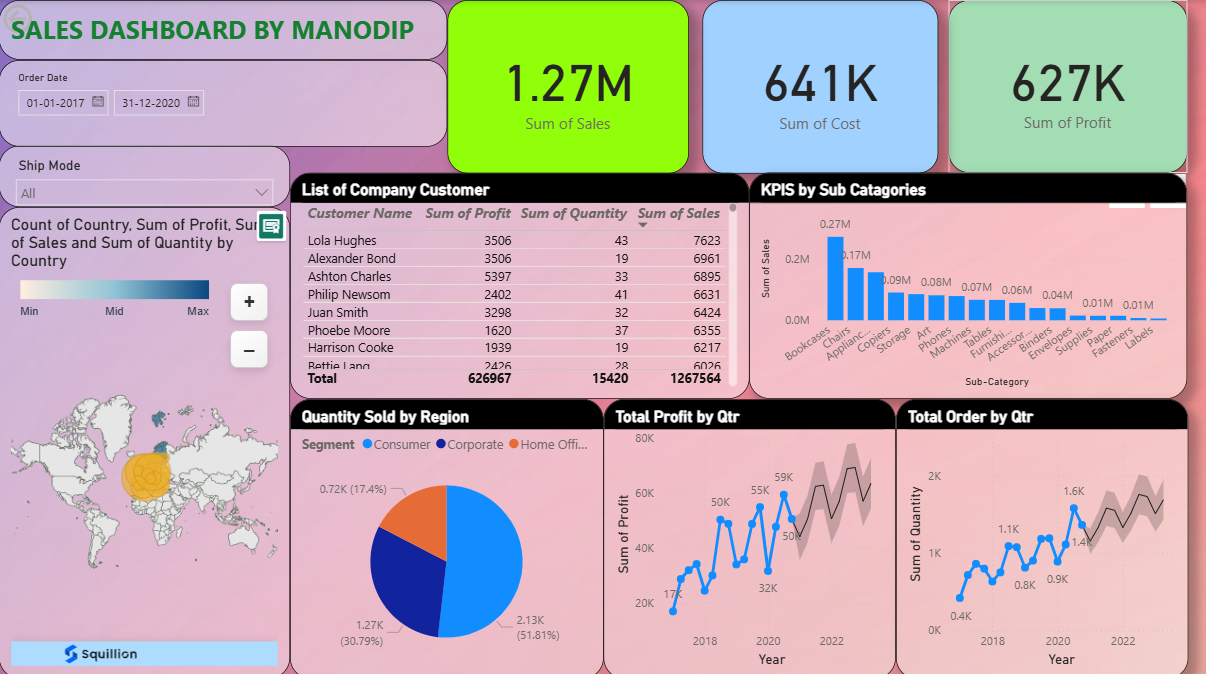 SALES DASHBOARD BY MANODIP
Order Date
01-01-2017 31-12-2020
1.27M
Sum of Sales
641K
Sum of Cost
627K
Sum of Profit
Ship Mode
All
Count of Country, Sum of Profit, Sum
of Sales and Sum of Quantity by
Country
Min Mid Max
+
−
Squillion
List of Company Customer
Customer Name Sum of Profit Sum of Quantity Sum of Sales
Lola Hughes 3506 43 7623
Alexander Bond 3506 19 6961
Ashton Charles 5397 33 6895
Philip Newsom 2402 41 6631
Juan Smith 3298 32 6424
Phoebe Moore 1620 37 6355
Harrison Cooke 1939 19 6217
Bettie Lang 2426 28 6026
Total 626967 15420 1267564
KPIS by Sub Catagories
Sum of Sales
0.2M
0.0M
0.27M
0.17M
0.09M
0.08M
0.07M
0.06M
0.04M
0.01M
0.01M
Bookcases
Chairs
Applianc...
Copiers
Storage
Art
Phones
Machines
Tables
Furnishi...
Accessor...
Binders
Envelopes
Supplies
Paper
Fasteners
Labels
Sub-Category
Quantity Sold by Region
Segment Consumer Corporate Home Offi...
0.72K (17.4%)
1.27K
(30.79%)
2.13K
(51.81%)
Total Profit by Qtr
Sum of Profit
80K
60K
40K
20K
17K
50K
55K
32K
59K
50K
2018 2020 2022
Year
Total Order by Qtr
Sum of Quantity
2K
1K
0K
0.4K
1.1K
0.8K
0.9K
1.6K
1.4K
2018 2020 2022
Year